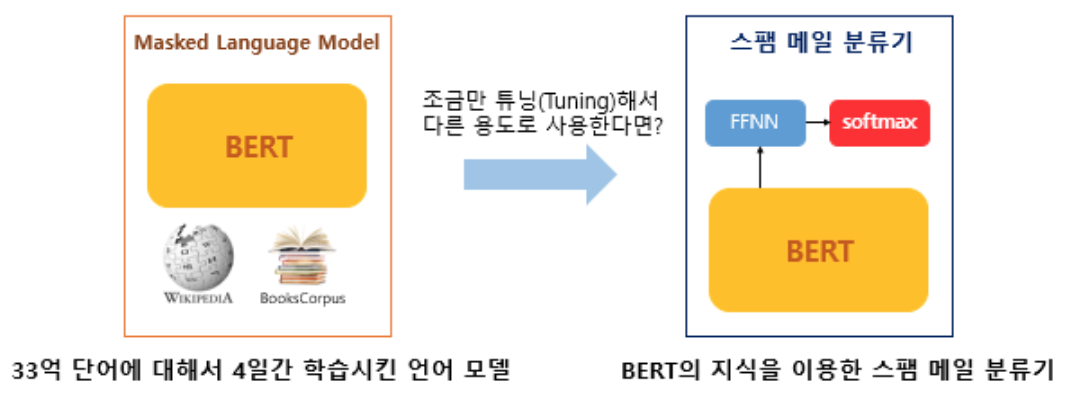 Masked Language Model
BERT
WIKIPEDIA
BooksCorpus
33억 단어에 대해서 4일간 학습시킨 언어 모델
조금만 튜닝(Tuning)해서
다른 용도로 사용한다면?
스팸 메일 분류기
FFNN
softmax
BERT
BERT의 지식을 이용한 스팸 메일 분류기